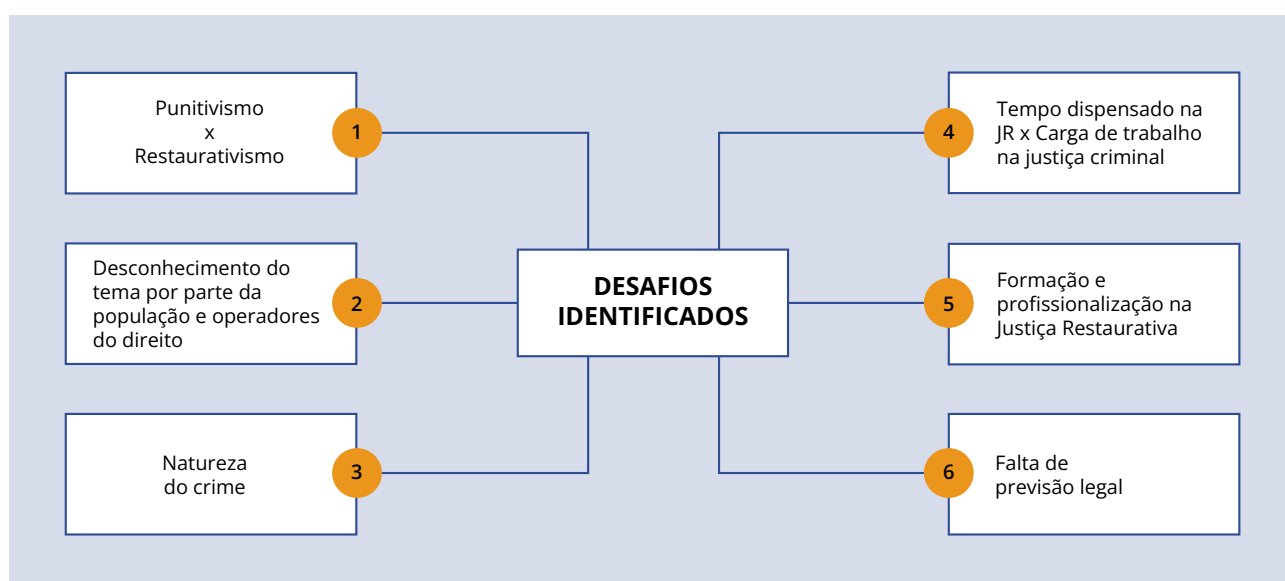 Punitivismo
x
Restaurativismo
1
Desconhecimento do
tema por parte da
população e operadores
do direito
2
Natureza
do crime
3
DESAFIOS
IDENTIFICADOS
4
Tempo dispensado na
JR x Carga de trabalho
na justiça criminal
5
Formação e
profissionalização na
Justiça Restaurativa
6
Falta de
previsão legal